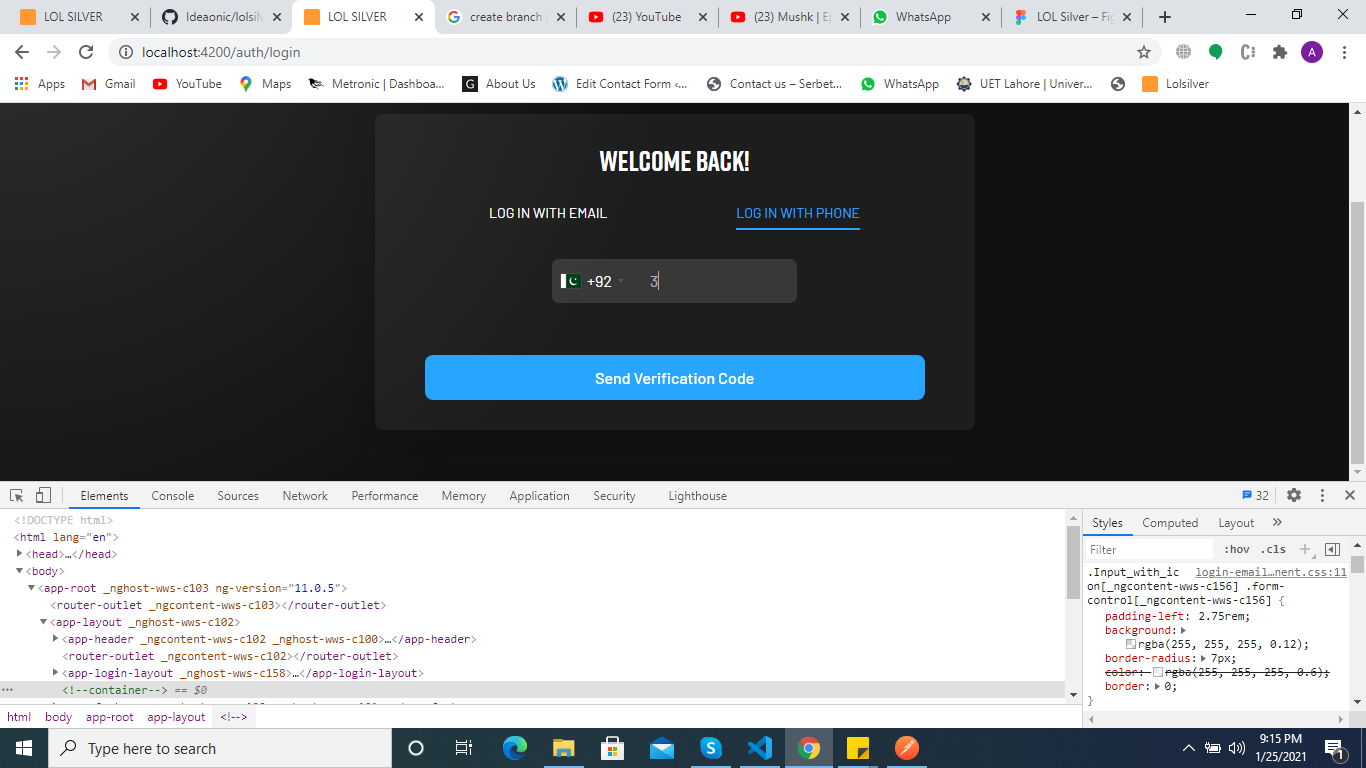 LOL SILVER
Ideaonic/lolsilv
LOL SILVER
create branch
(23) YouTube
(23) Mushk | Ep
WhatsApp
LOL Silver – Fig
localhost:4200/auth/login
A
Apps
Gmail
YouTube
Maps
Metronic | Dashboa...
G
About Us
Edit Contact Form ‹...
Contact us – Serbet...
WhatsApp
UET Lahore | Univer...
Lolsilver
WELCOME BACK!
LOG IN WITH EMAIL
LOG IN WITH PHONE
+92
3
Send Verification Code
Elements Console Sources Network Performance Memory Application Security Lighthouse
32
<!DOCTYPE html>
<html lang="en">
<head>…</head>
<body>
<app-root _nghost-wws-c103 ng-version="11.0.5">
<router-outlet _ngcontent-wws-c103></router-outlet>
<app-layout _nghost-wws-c102>
<app-header _ngcontent-wws-c102 _nghost-wws-c100>…</app-header>
<router-outlet _ngcontent-wws-c102></router-outlet>
<app-login-layout _nghost-wws-c158>…</app-login-layout>
<!--container--> == $0
html body app-root app-layout <!-->
Styles Computed Layout »
Filter
:hov .cls +
.Input_with_ic login-email…nent.css:11
on[_ngcontent-wws-c156] .form-
control[_ngcontent-wws-c156] {
padding-left: 2.75rem;
background:
rgba(255, 255, 255, 0.12);
border-radius: 7px;
color: rgba(255, 255, 255, 0.6);
border: 0;
}
Type here to search
9:15 PM
1/25/2021
1